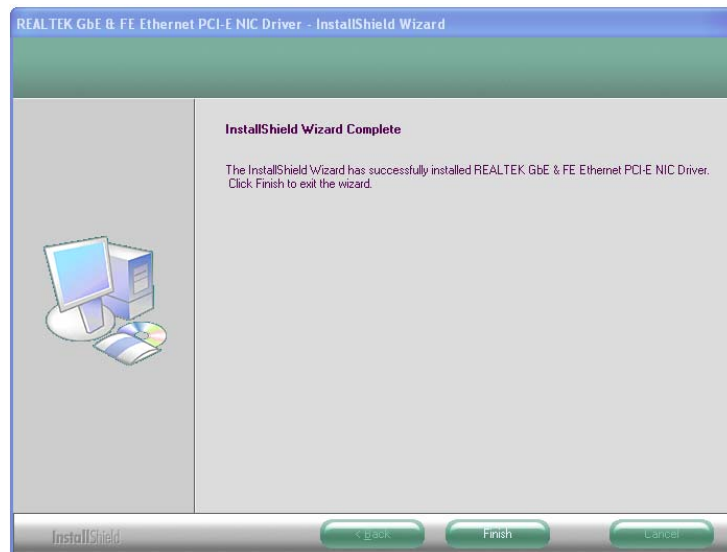 REALTEK GbE & FE Ethernet PCI-E NIC Driver - InstallShield Wizard
InstallShield Wizard Complete
The InstallShield Wizard has successfully installed REALTEK GbE & FE Ethernet PCI-E NIC Driver.
Click Finish to exit the wizard.
InstallShield
< Back
Finish
Cancel